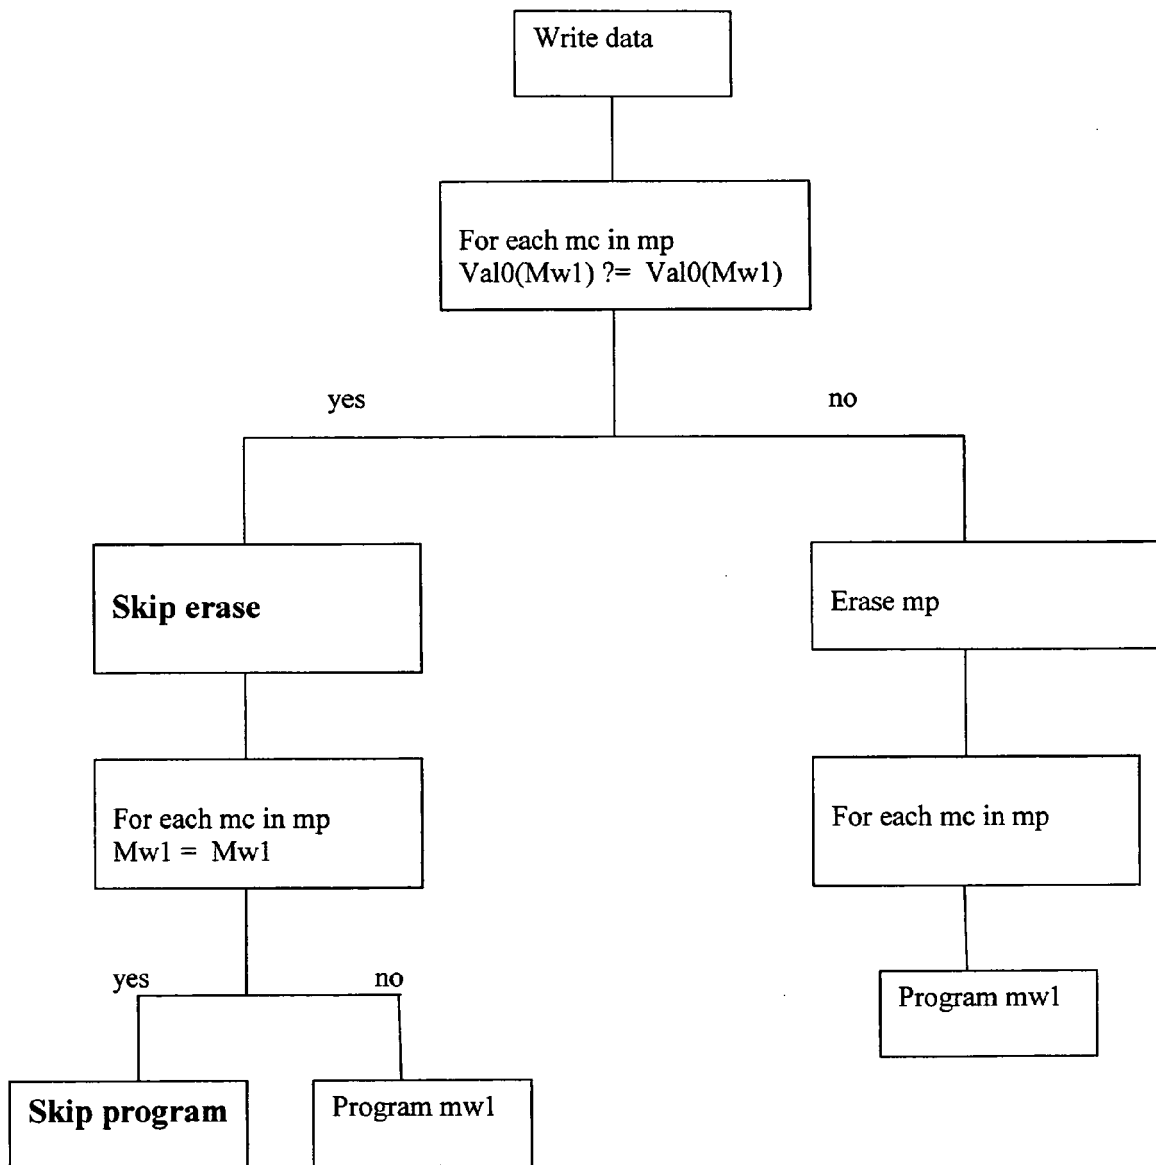 Write data
For each mc in mp
Val0(Mw1) ?= Val0(Mw1)
yes
no
Skip erase
Erase mp
For each mc in mp
Mw1 = Mw1
For each mc in mp
yes
no
Program mw1
Skip program
Program mw1